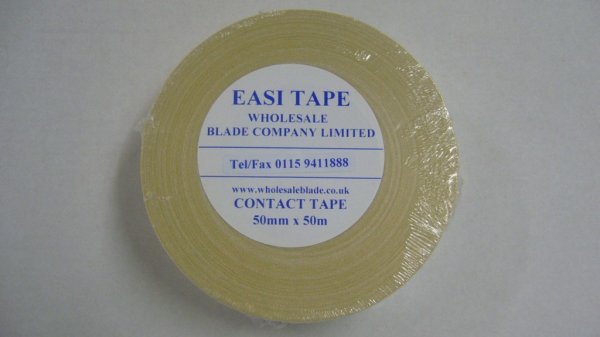 EASI TAPE
WHOLESALE
BLADE COMPANY LIMITED
Tel/Fax 0115 9411888
www.wholesaleblade.co.uk
CONTACT TAPE
50mm x 50m